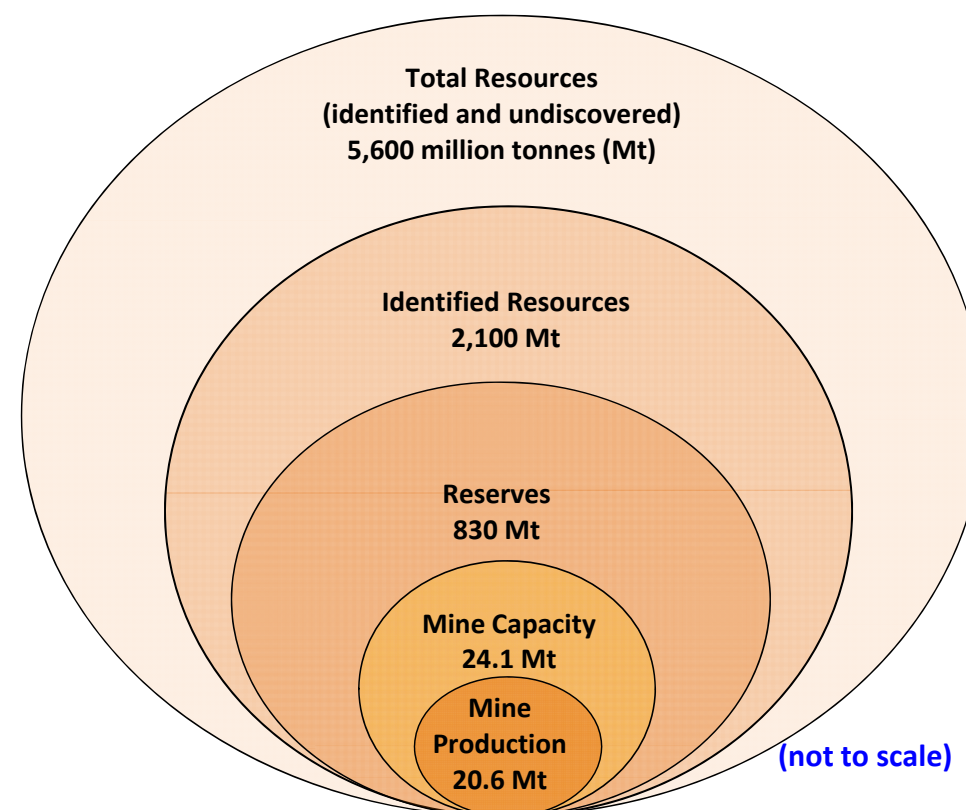 Total Resources
(identified and undiscovered)
5,600 million tonnes (Mt)
Identified Resources
2,100 Mt
Reserves
830 Mt
Mine Capacity
24.1 Mt
Mine
Production
20.6 Mt
(not to scale)